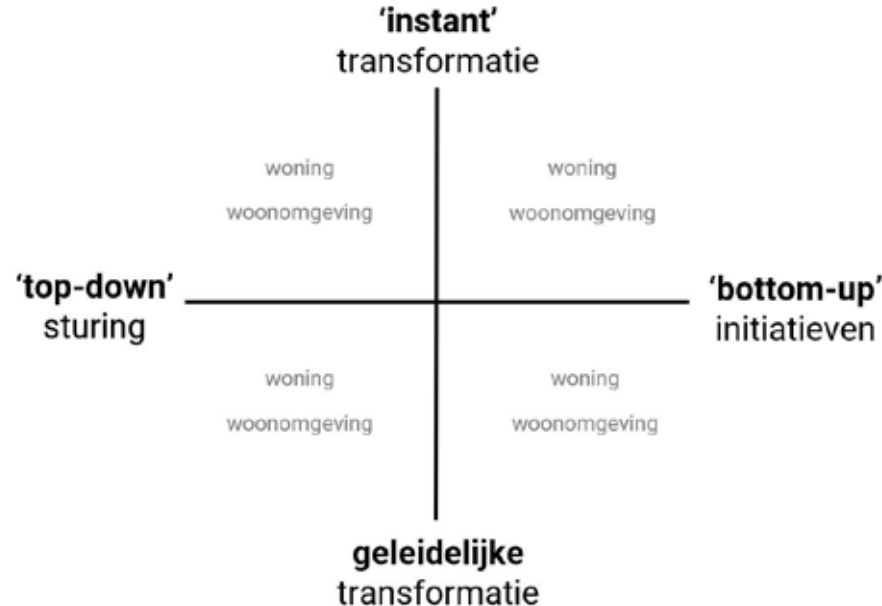 ‘instant’
transformatie
woning
woning
woonomgeving
woonomgeving
‘top-down’
sturing
‘bottom-up’
initiatieven
woning
woning
woonomgeving
woonomgeving
geleidelijke
transformatie